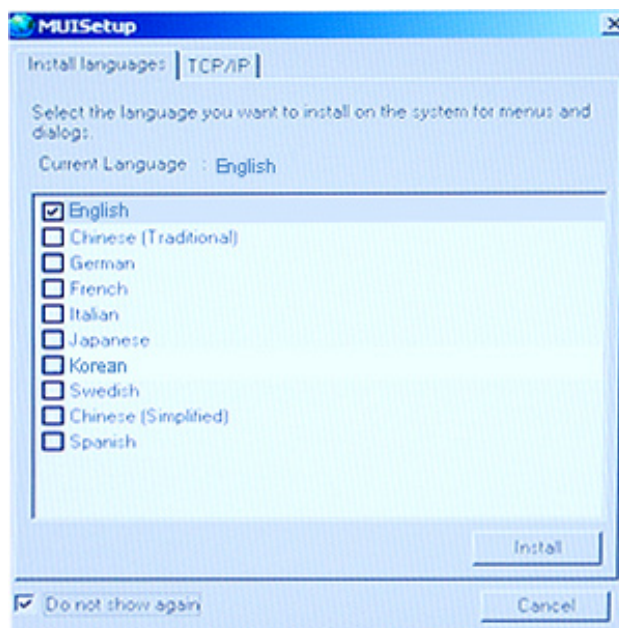 MUISetup
Install languages
TCP/IP
Select the language you want to install on the system for menus and
dialogs.
Current Language : English
English
Chinese (Traditional)
German
French
Italian
Japanese
Korean
Swedish
Chinese (Simplified)
Spanish
Install
Do not show again
Cancel